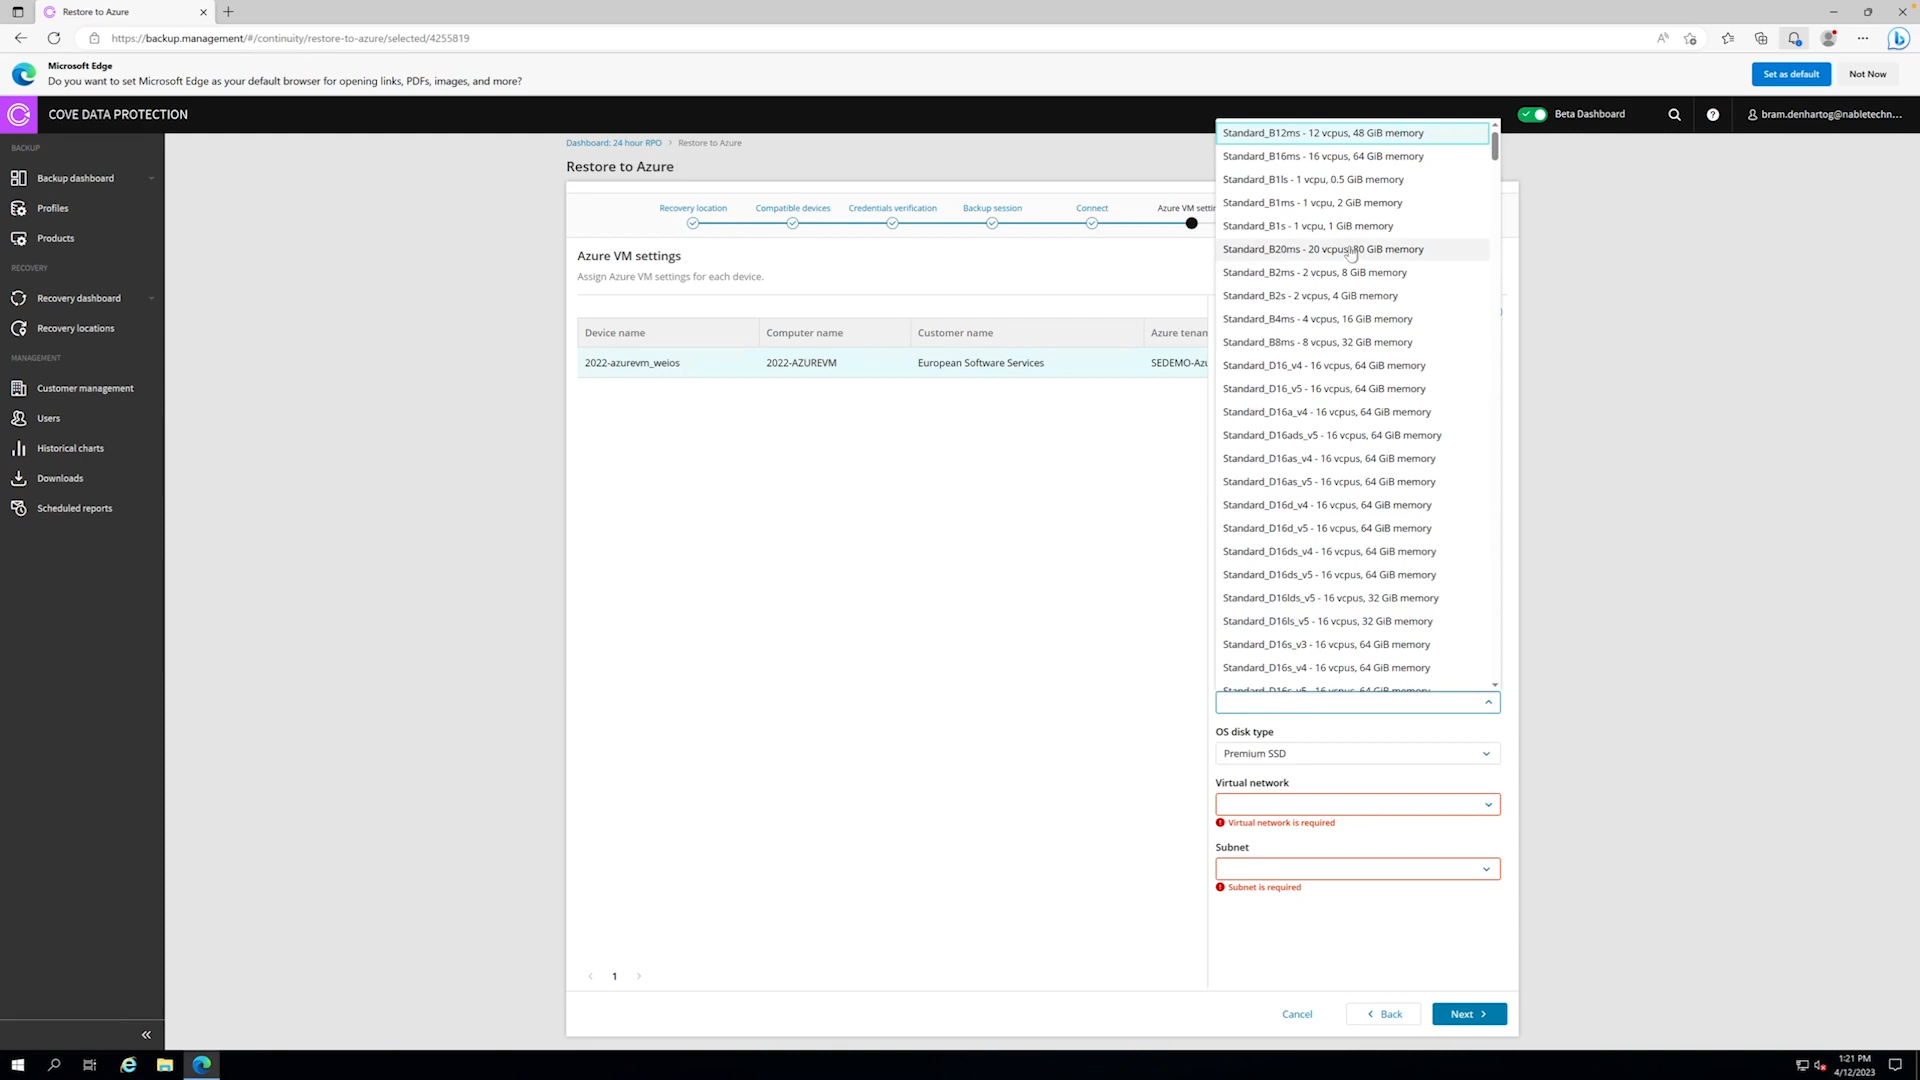 Restore to Azure
https://backup.management/#/continuity/restore-to-azure/selected/4255819
Microsoft Edge
Do you want to set Microsoft Edge as your default browser for opening links, PDFs, images, and more?
Set as default
Not Now
COVE DATA PROTECTION
Beta Dashboard
bram.denhartog@nabletechn...
BACKUP
Backup dashboard
Profiles
Products
RECOVERY
Recovery dashboard
Recovery locations
MANAGEMENT
Customer management
Users
Historical charts
Downloads
Scheduled reports
Dashboard: 24 hour RPO > Restore to Azure
Restore to Azure
Recovery location
Compatible devices
Credentials verification
Backup session
Connect
Azure VM settin
Azure VM settings
Assign Azure VM settings for each device.
Device name Computer name Customer name Azure tenan
2022-azurevm_weios 2022-AZUREVM European Software Services SEDEMO-Azu
Standard_B12ms - 12 vcpus, 48 GiB memory
Standard_B16ms - 16 vcpus, 64 GiB memory
Standard_B1ls - 1 vcpu, 0.5 GiB memory
Standard_B1ms - 1 vcpu, 2 GiB memory
Standard_B1s - 1 vcpu, 1 GiB memory
Standard_B20ms - 20 vcpus, 80 GiB memory
Standard_B2ms - 2 vcpus, 8 GiB memory
Standard_B2s - 2 vcpus, 4 GiB memory
Standard_B4ms - 4 vcpus, 16 GiB memory
Standard_B8ms - 8 vcpus, 32 GiB memory
Standard_D16_v4 - 16 vcpus, 64 GiB memory
Standard_D16_v5 - 16 vcpus, 64 GiB memory
Standard_D16a_v4 - 16 vcpus, 64 GiB memory
Standard_D16ads_v5 - 16 vcpus, 64 GiB memory
Standard_D16as_v4 - 16 vcpus, 64 GiB memory
Standard_D16as_v5 - 16 vcpus, 64 GiB memory
Standard_D16d_v4 - 16 vcpus, 64 GiB memory
Standard_D16d_v5 - 16 vcpus, 64 GiB memory
Standard_D16ds_v4 - 16 vcpus, 64 GiB memory
Standard_D16ds_v5 - 16 vcpus, 64 GiB memory
Standard_D16lds_v5 - 16 vcpus, 32 GiB memory
Standard_D16ls_v5 - 16 vcpus, 32 GiB memory
Standard_D16s_v3 - 16 vcpus, 64 GiB memory
Standard_D16s_v4 - 16 vcpus, 64 GiB memory
Standard_D16s_v5 - 16 vcpus, 64 GiB memory
OS disk type
Premium SSD
Virtual network
Virtual network is required
Subnet
Subnet is required
1
Cancel
Back
Next
1:21 PM
4/12/2023